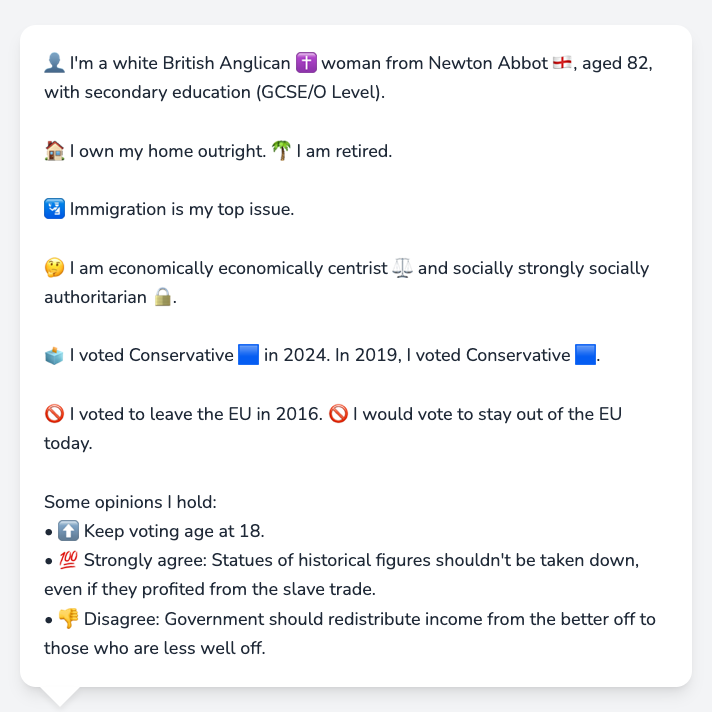 👤 I'm a white British Anglican ✝️ woman from Newton Abbot 🏴󠁧󠁢󠁥󠁮󠁧󠁿, aged 82,
with secondary education (GCSE/O Level).
🏠 I own my home outright. 🌴 I am retired.
🛂 Immigration is my top issue.
🤔 I am economically economically centrist ⚖️ and socially strongly socially
authoritarian 🔒.
🗳️ I voted Conservative 🟦 in 2024. In 2019, I voted Conservative 🟦.
🚫 I voted to leave the EU in 2016. 🚫 I would vote to stay out of the EU
today.
Some opinions I hold:
• ⬆️ Keep voting age at 18.
• 💯 Strongly agree: Statues of historical figures shouldn't be taken down,
even if they profited from the slave trade.
• 👎 Disagree: Government should redistribute income from the better off to
those who are less well off.